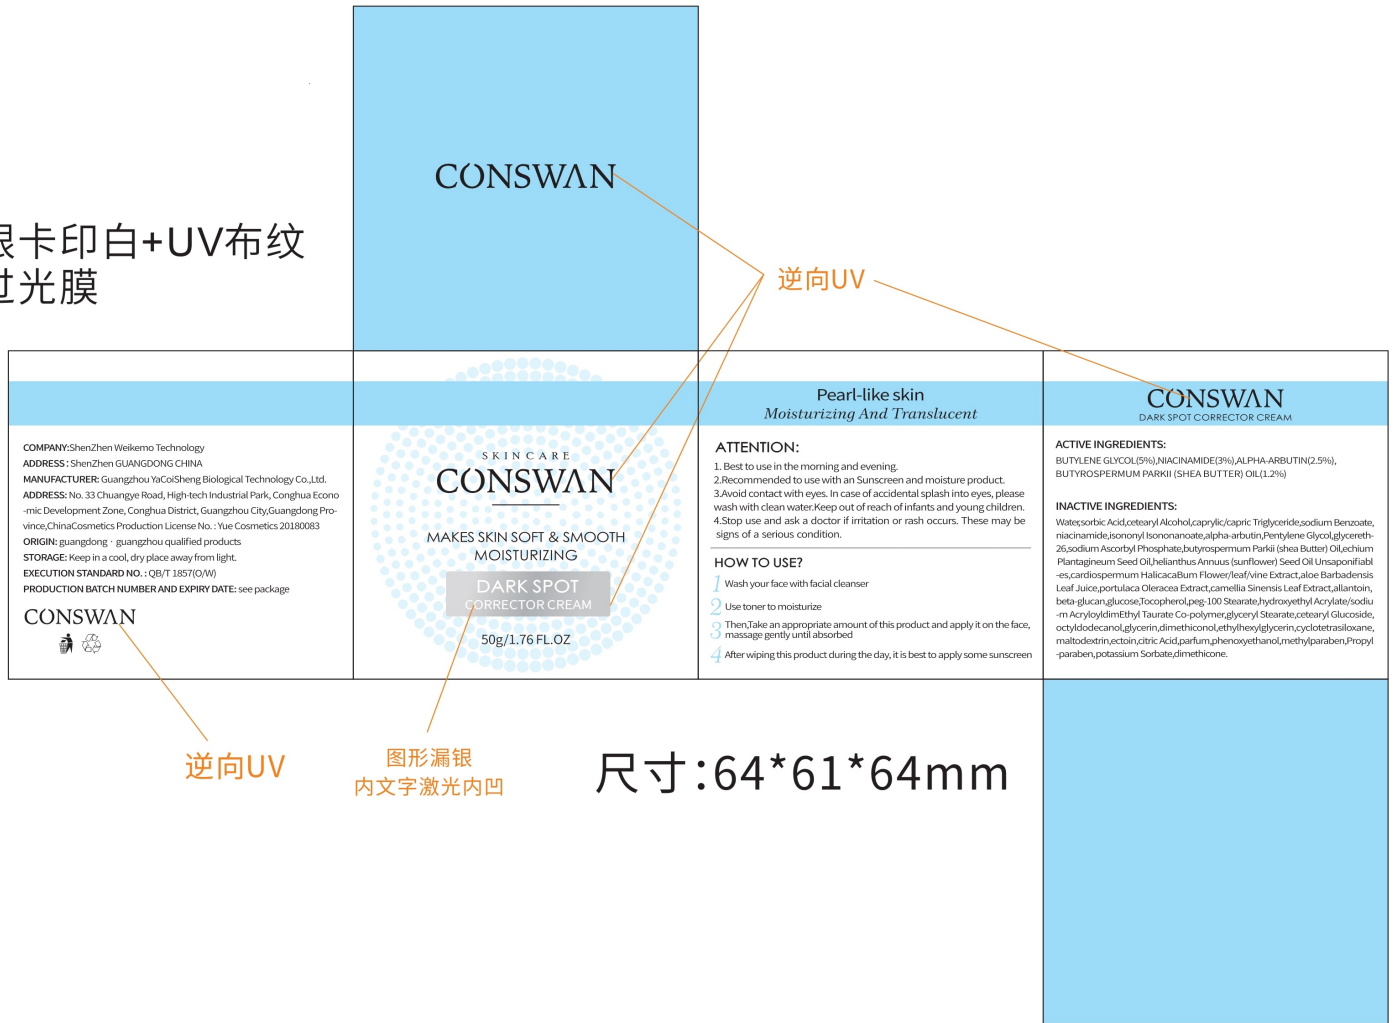 CONSWAN
卡印白+UV布纹
过光膜
逆向UV
COMPANY:ShenZhen Weikemo Technology
ADDRESS: ShenZhen GUANGDONG CHINA
MANUFACTURER: Guangzhou YaCoiSheng Biological Technology Co.,Ltd.
ADDRESS: No. 33 Chuangye Road, High-tech Industrial Park, Conghua Econo
-mic Development Zone, Conghua District, Guangzhou City,Guangdong Pro-
vince,ChinaCosmetics Production License No. : Yue Cosmetics 20180083
ORIGIN: guangdong · guangzhou qualified products
STORAGE: Keep in a cool, dry place away from light.
EXECUTION STANDARD NO. : QB/T 1857(O/W)
PRODUCTION BATCH NUMBER AND EXPIRY DATE: see package
CONSWAN
SKINCARE
CONSWAN
MAKES SKIN SOFT & SMOOTH
MOISTURIZING
DARK SPOT
CORRECTOR CREAM
50g/1.76 FL.OZ
Pearl-like skin
Moisturizing And Translucent
ATTENTION:
1. Best to use in the morning and evening.
2.Recommended to use with an Sunscreen and moisture product.
3.Avoid contact with eyes. In case of accidental splash into eyes, please
wash with clean water.Keep out of reach of infants and young children.
4.Stop use and ask a doctor if irritation or rash occurs. These may be
signs of a serious condition.
HOW TO USE?
1 Wash your face with facial cleanser
2 Use toner to moisturize
3 Then,Take an appropriate amount of this product and apply it on the face,
massage gently until absorbed
4 After wiping this product during the day, it is best to apply some sunscreen
CONSWAN
DARK SPOT CORRECTOR CREAM
ACTIVE INGREDIENTS:
BUTYLENE GLYCOL(5%),NIACINAMIDE(3%),ALPHA-ARBUTIN(2.5%),
BUTYROSPERMUM PARKII (SHEA BUTTER) OIL(1.2%)
INACTIVE INGREDIENTS:
Water,sorbic Acid,cetearyl Alcohol,caprylic/capric Triglyceride,sodium Benzoate,
niacinamide,isononyl Isononanoate,alpha-arbutin,Pentylene Glycol,glycereth-
26,sodium Ascorbyl Phosphate,butyrospermum Parkii (shea Butter) Oil,echium
Plantagineum Seed Oil,helianthus Annuus (sunflower) Seed Oil Unsaponifiabl
-es,cardiospermum HalicacaBum Flower/leaf/vine Extract,aloe Barbadensis
Leaf Juice,portulaca Oleracea Extract,camellia Sinensis Leaf Extract,allantoin,
beta-glucan,glucose,Tocopherol,peg-100 Stearate,hydroxyethyl Acrylate/sodiu
-m AcryloyldimEthyl Taurate Co-polymer,glyceryl Stearate,cetearyl Glucoside,
octyldodecanol,glycerin,dimethiconol,ethylhexylglycerin,cyclotetrasiloxane,
maltodextrin,ectoin,citric Acid,parfum,phenoxyethanol,methylparaben,Propyl
-paraben,potassium Sorbate,dimethicone.
逆向UV
图形漏银
内文字激光内凹
尺寸:64*61*64mm